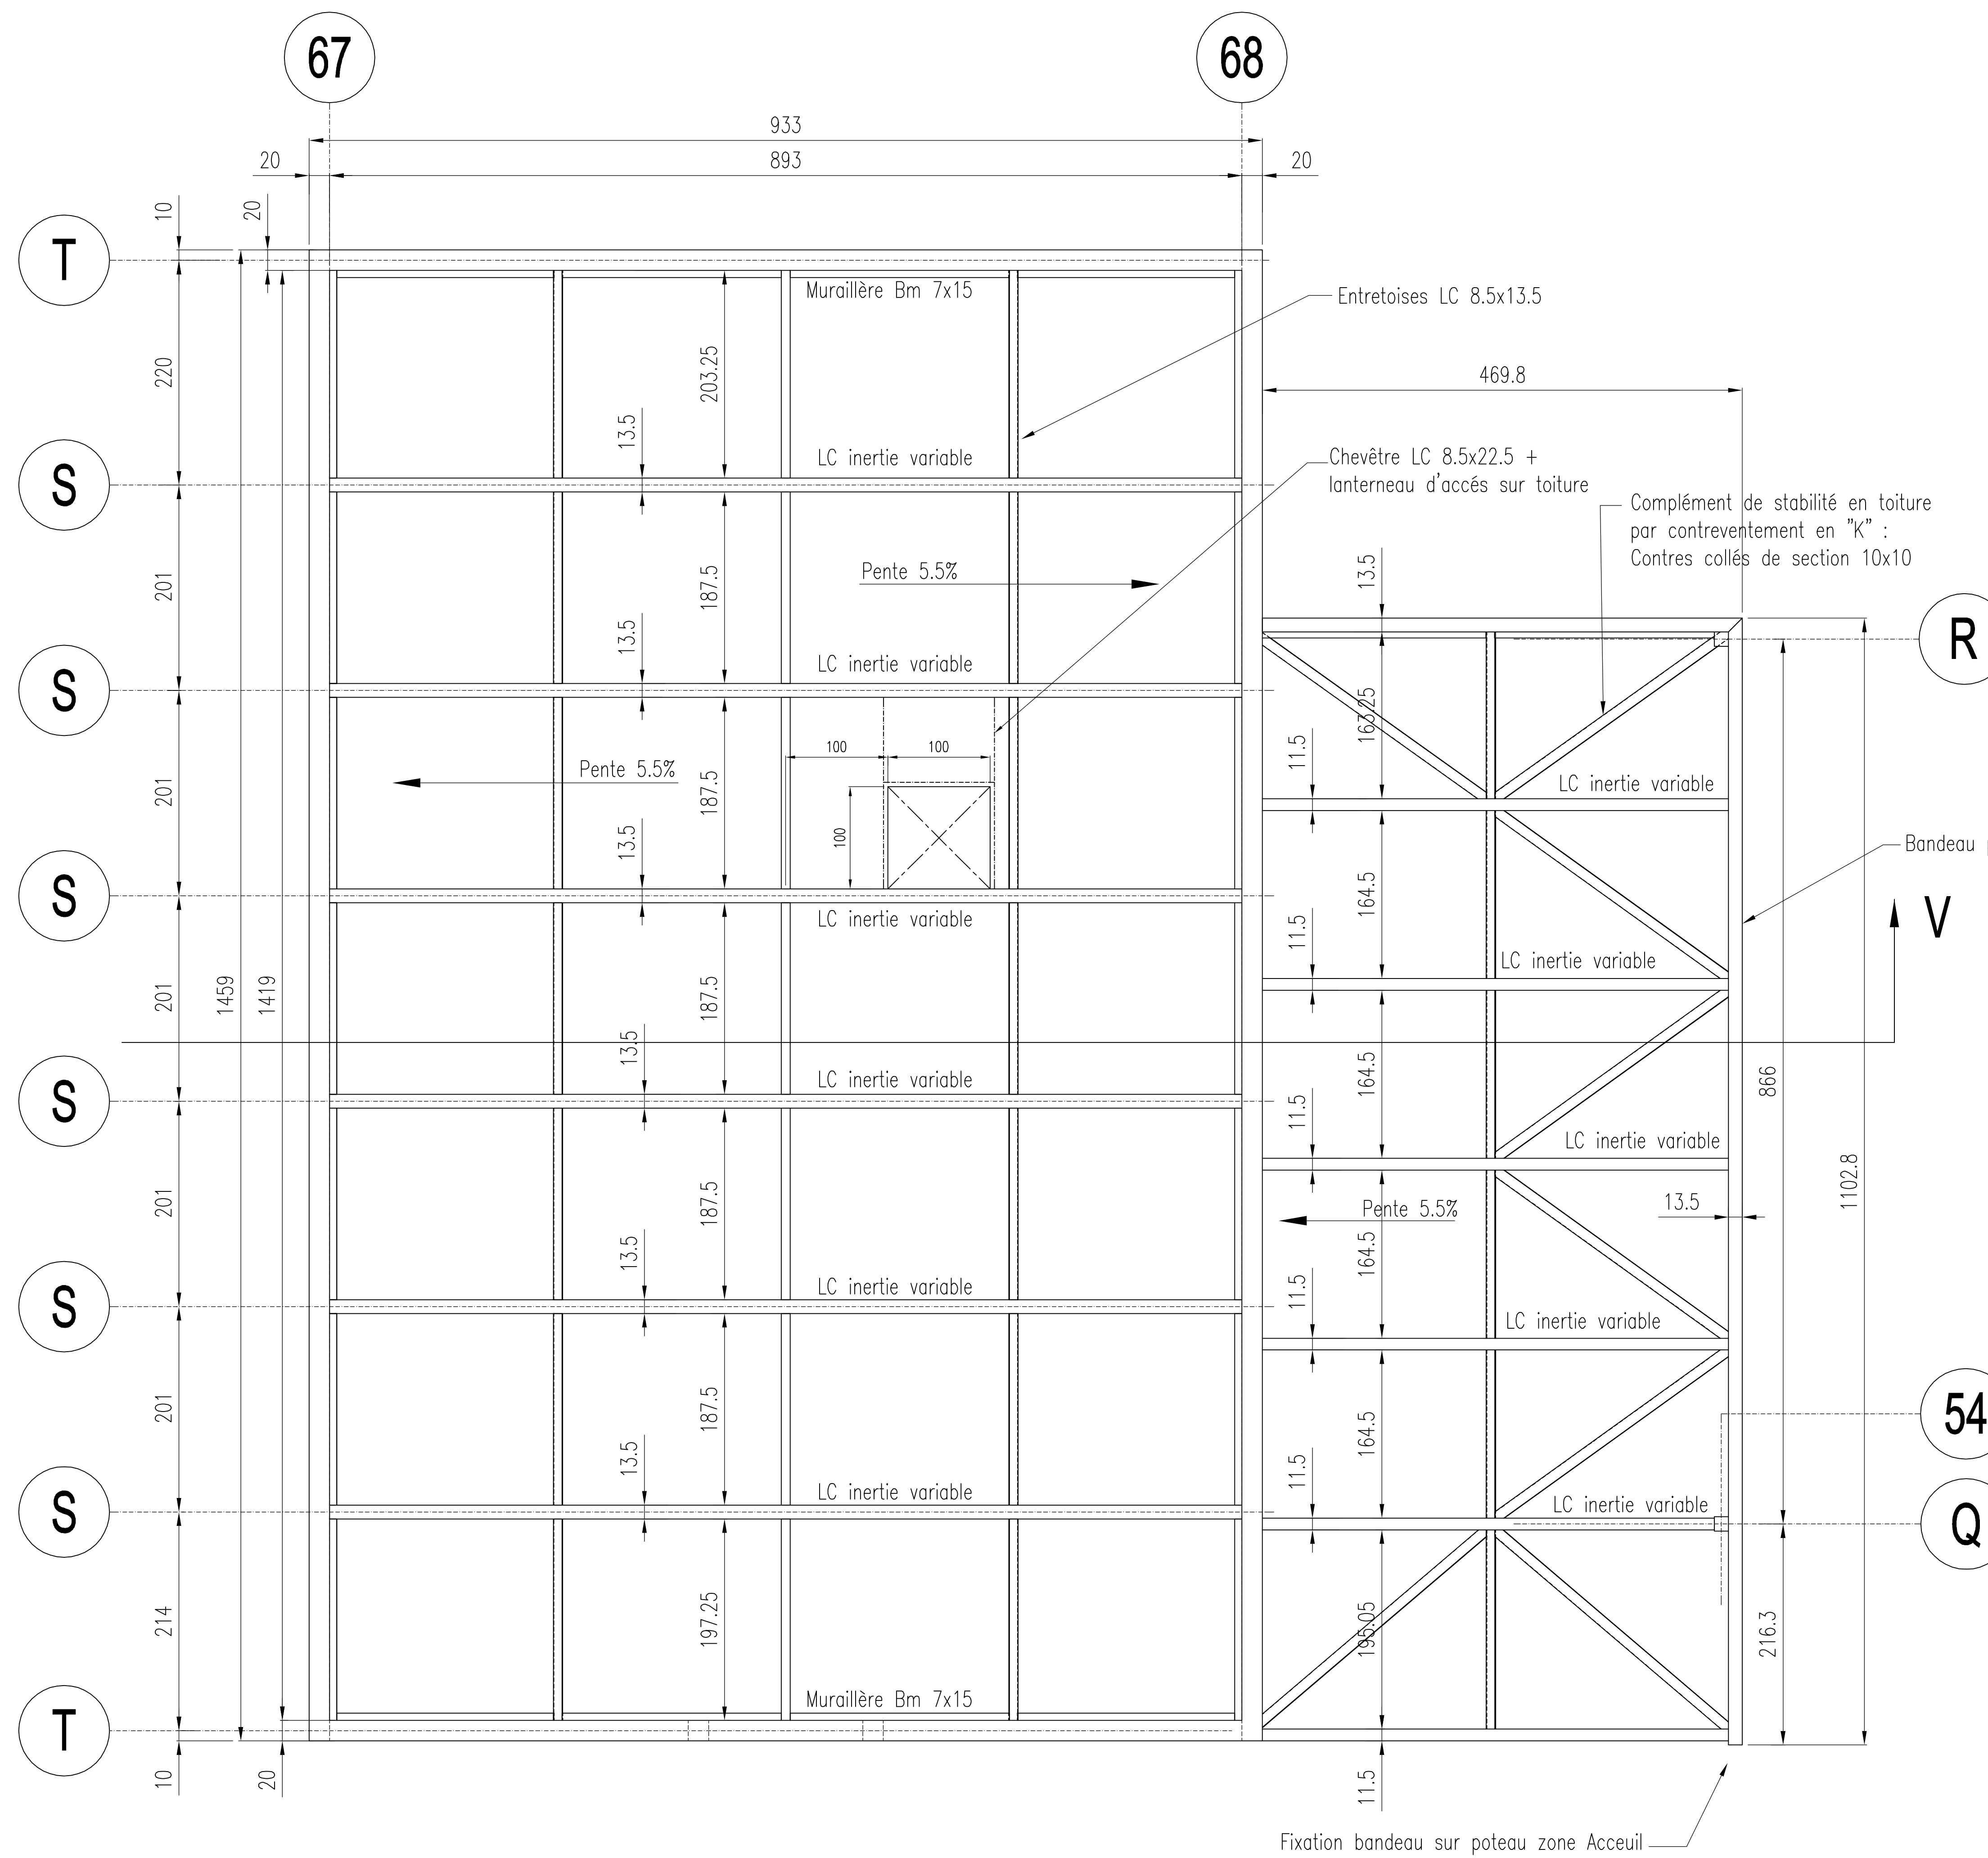 67
68
933
20
893
20
10
20
T
Muraillère Bm 7x15
Entretoises LC 8.5x13.5
220
203.25
469.8
13.5
LC inertie variable
Chevêtre LC 8.5x22.5 +
lanterneau d'accés sur toiture
S
Complément de stabilité en toiture
par contreventement en "K" :
Contres collés de section 10x10
201
187.5
Pente 5.5%
13.5
13.5
LC inertie variable
R
S
163.25
11.5
100
100
Pente 5.5%
LC inertie variable
201
187.5
100
13.5
Bandeau
S
LC inertie variable
164.5
V
11.5
LC inertie variable
201
1459
1419
187.5
13.5
LC inertie variable
164.5
866
S
11.5
LC inertie variable
1102.8
201
187.5
Pente 5.5%
13.5
13.5
LC inertie variable
164.5
S
11.5
LC inertie variable
201
187.5
164.5
54
13.5
LC inertie variable
11.5
LC inertie variable
S
Q
214
197.25
195.05
216.3
Muraillère Bm 7x15
T
10
20
11.5
Fixation bandeau sur poteau zone Acceuil